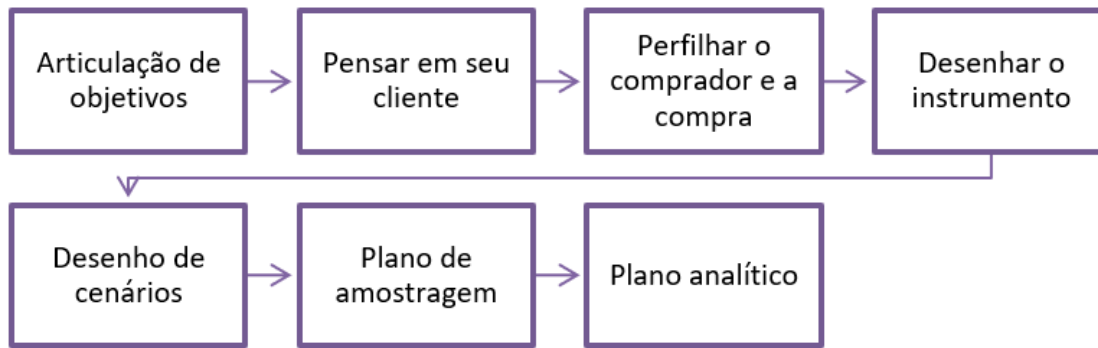 Articulação de
objetivos
Pensar em seu
cliente
Perfilhar o
comprador e a
compra
Desenhar o
instrumento
Desenho de
cenários
Plano de
amostragem
Plano analítico